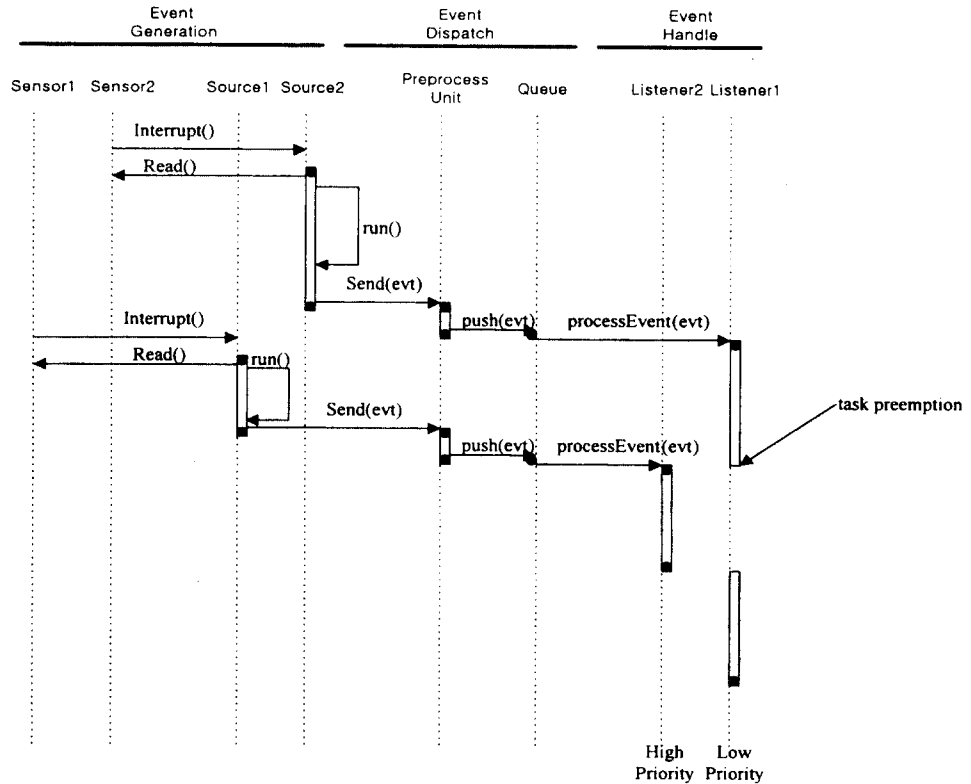 Event
Generation
Event
Dispatch
Event
Handle
Sensor1 Sensor2 Source1 Source2 Preprocess
Unit Queue Listener2 Listener1
Interrupt()
Read()
run()
Send(evt)
push(evt) processEvent(evt)
Interrupt()
Read() run()
task preemption
Send(evt)
push(evt) processEvent(evt)
High
Priority
Low
Priority